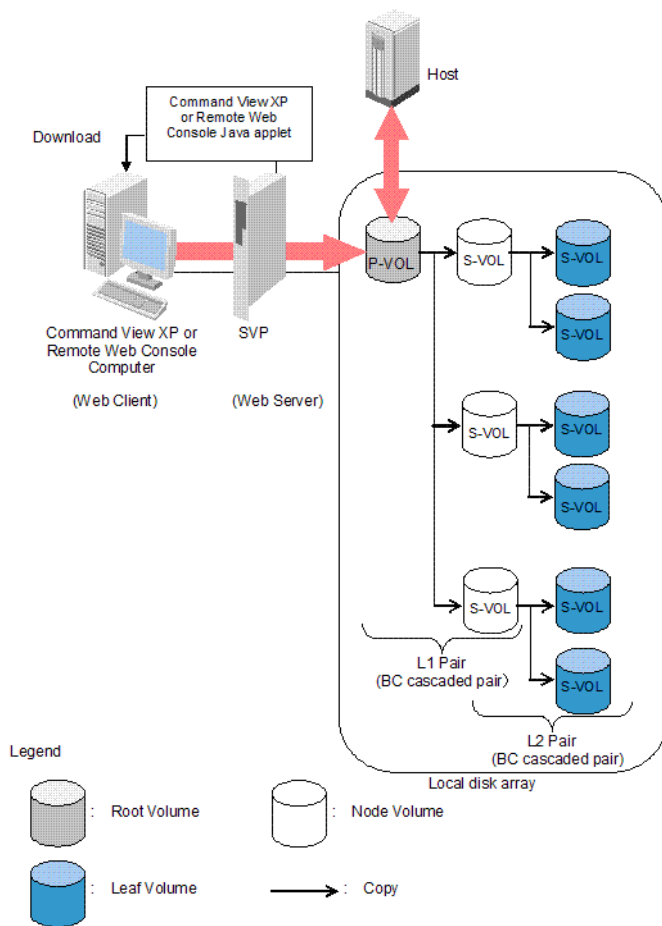 Host
Command View XP
or Remote Web
Console Java applet
Download
P-VOL
S-VOL
S-VOL
S-VOL
Command View XP or
Remote Web Console
Computer
SVP
(Web Client)
(Web Server)
S-VOL
S-VOL
S-VOL
S-VOL
S-VOL
S-VOL
L1 Pair
(BC cascaded pair)
L2 Pair
(BC cascaded pair)
Local disk array
Legend
: Root Volume
: Node Volume
: Leaf Volume
: Copy